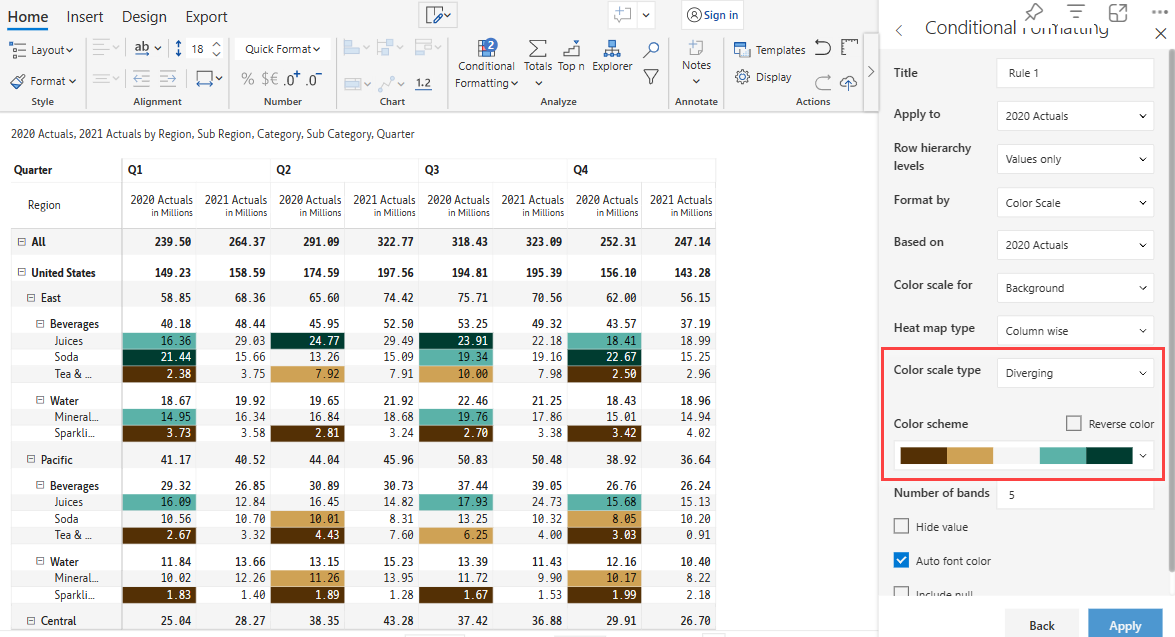 Home Insert Design Export
Sign in
Layout
Format
Style
ab 18
Alignment
Quick Format
% $€ .0+ .0-
Number
1.2
Chart
Conditional Formatting
Totals
Top n
Explorer
Analyze
Notes
Annotate
Templates
Display
Actions
2020 Actuals, 2021 Actuals by Region, Sub Region, Category, Sub Category, Quarter
Quarter Q1 Q2 Q3 Q4
Region 2020 Actuals 2021 Actuals 2020 Actuals 2021 Actuals 2020 Actuals 2021 Actuals 2020 Actuals 2021 Actuals
in Millions in Millions in Millions in Millions in Millions in Millions in Millions in Millions
All 239.50 264.37 291.09 322.77 318.43 323.09 252.31 247.14
United States 149.23 158.59 174.59 197.56 194.81 195.39 156.10 143.28
East 58.85 68.36 65.60 74.42 75.71 70.56 62.00 56.15
Beverages 40.18 48.44 45.95 52.50 53.25 49.32 43.57 37.19
Juices 16.36 29.03 24.77 29.49 23.91 22.18 18.41 18.99
Soda 21.44 15.66 13.26 15.09 19.34 19.16 22.67 15.25
Tea & ... 2.38 3.75 7.92 7.91 10.00 7.98 2.50 2.96
Water 18.67 19.92 19.65 21.92 22.46 21.25 18.43 18.96
Mineral... 14.95 16.34 16.84 18.68 19.76 17.86 15.01 14.94
Sparkli... 3.73 3.58 2.81 3.24 2.70 3.38 3.42 4.02
Pacific 41.17 40.52 44.04 45.96 50.83 50.48 38.92 36.64
Beverages 29.32 26.85 30.89 30.73 37.44 39.05 26.76 26.24
Juices 16.09 12.84 16.45 14.82 17.93 24.73 15.68 15.13
Soda 10.56 10.70 10.01 8.31 13.25 10.32 8.05 10.20
Tea & ... 2.67 3.32 4.43 7.60 6.25 4.00 3.03 0.91
Water 11.84 13.66 13.15 15.23 13.39 11.43 12.16 10.40
Mineral... 10.02 12.26 11.26 13.95 11.72 9.90 10.17 8.22
Sparkli... 1.83 1.40 1.89 1.28 1.67 1.53 1.99 2.18
Central 25.04 28.27 38.35 43.28 37.42 36.88 29.91 26.70
Conditional Formatting
Title Rule 1
Apply to 2020 Actuals
Row hierarchy levels Values only
Format by Color Scale
Based on 2020 Actuals
Color scale for Background
Heat map type Column wise
Color scale type Diverging
Color scheme Reverse color
Number of bands 5
Hide value
Auto font color
Include null
Back Apply